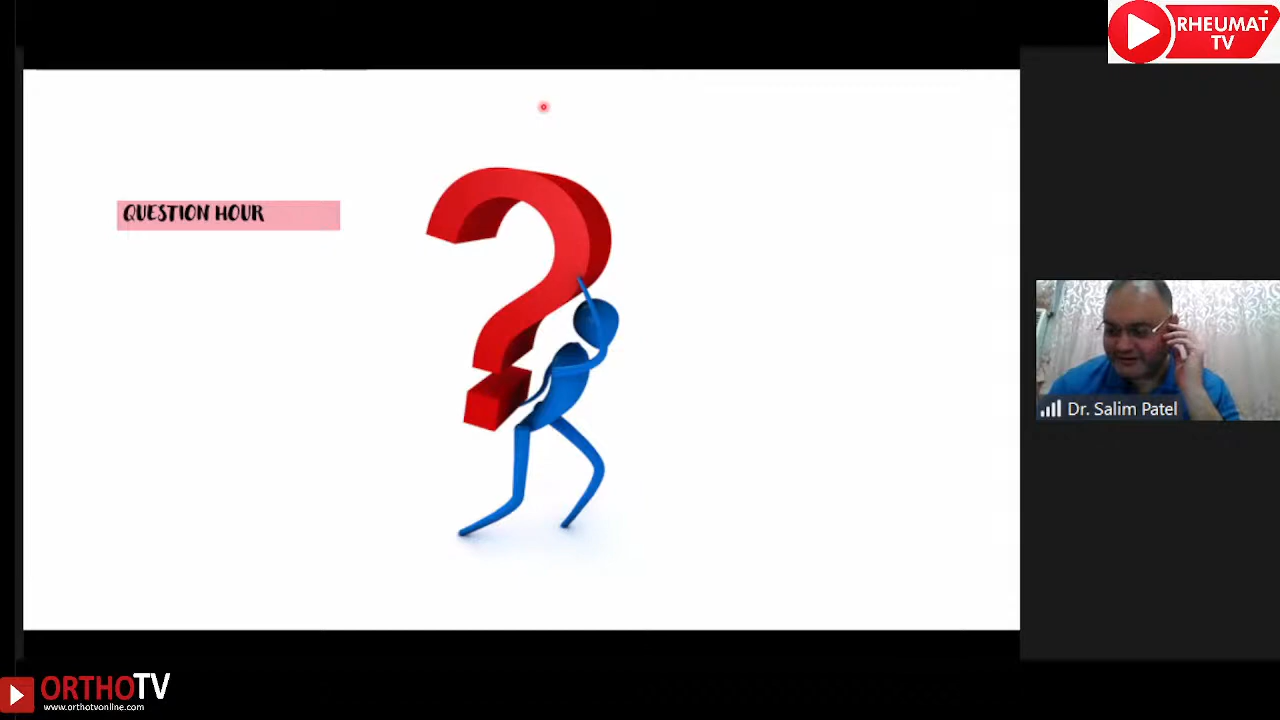 RHEUMAT
TV
QUESTION HOUR
Dr. Salim Patel
ORTHOTV
www.orthotvonline.com